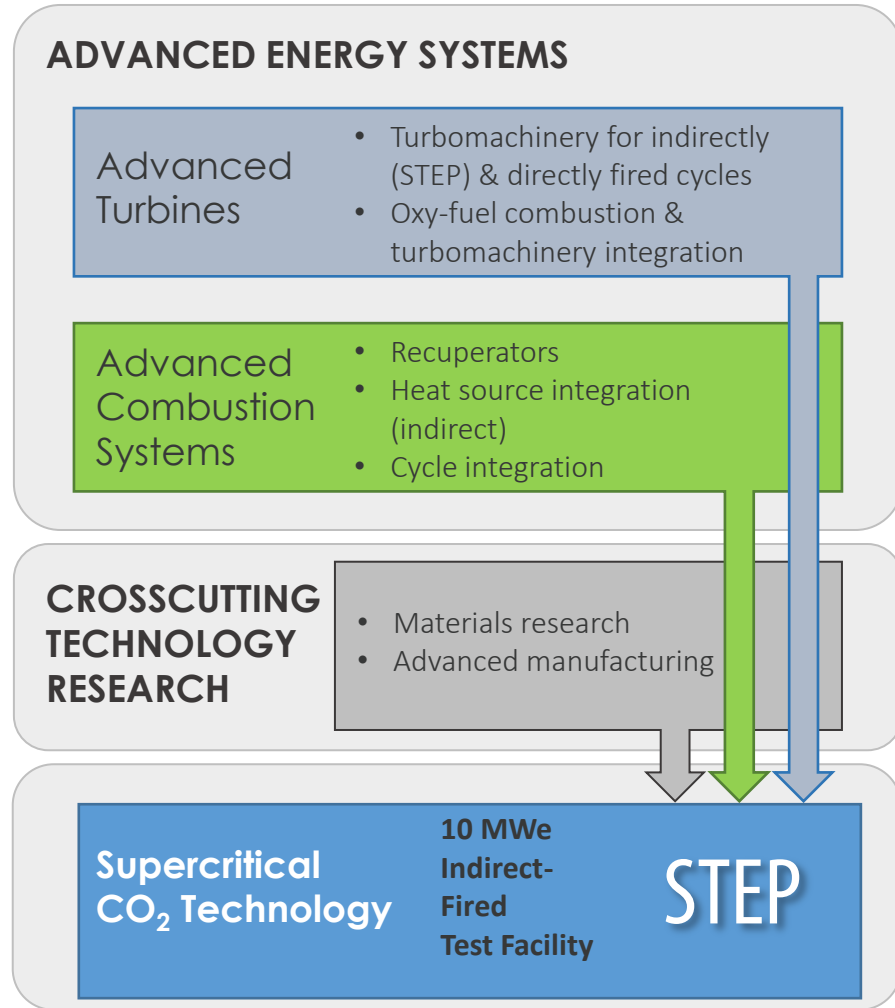 ADVANCED ENERGY SYSTEMS
Advanced
Turbines
• Turbomachinery for indirectly
(STEP) & directly fired cycles
• Oxy-fuel combustion &
turbomachinery integration
Advanced
Combustion
Systems
• Recuperators
• Heat source integration
(indirect)
• Cycle integration
CROSSCUTTING
TECHNOLOGY
RESEARCH
• Materials research
• Advanced manufacturing
Supercritical
CO₂ Technology
10 MWe
Indirect-
Fired
Test Facility
STEP